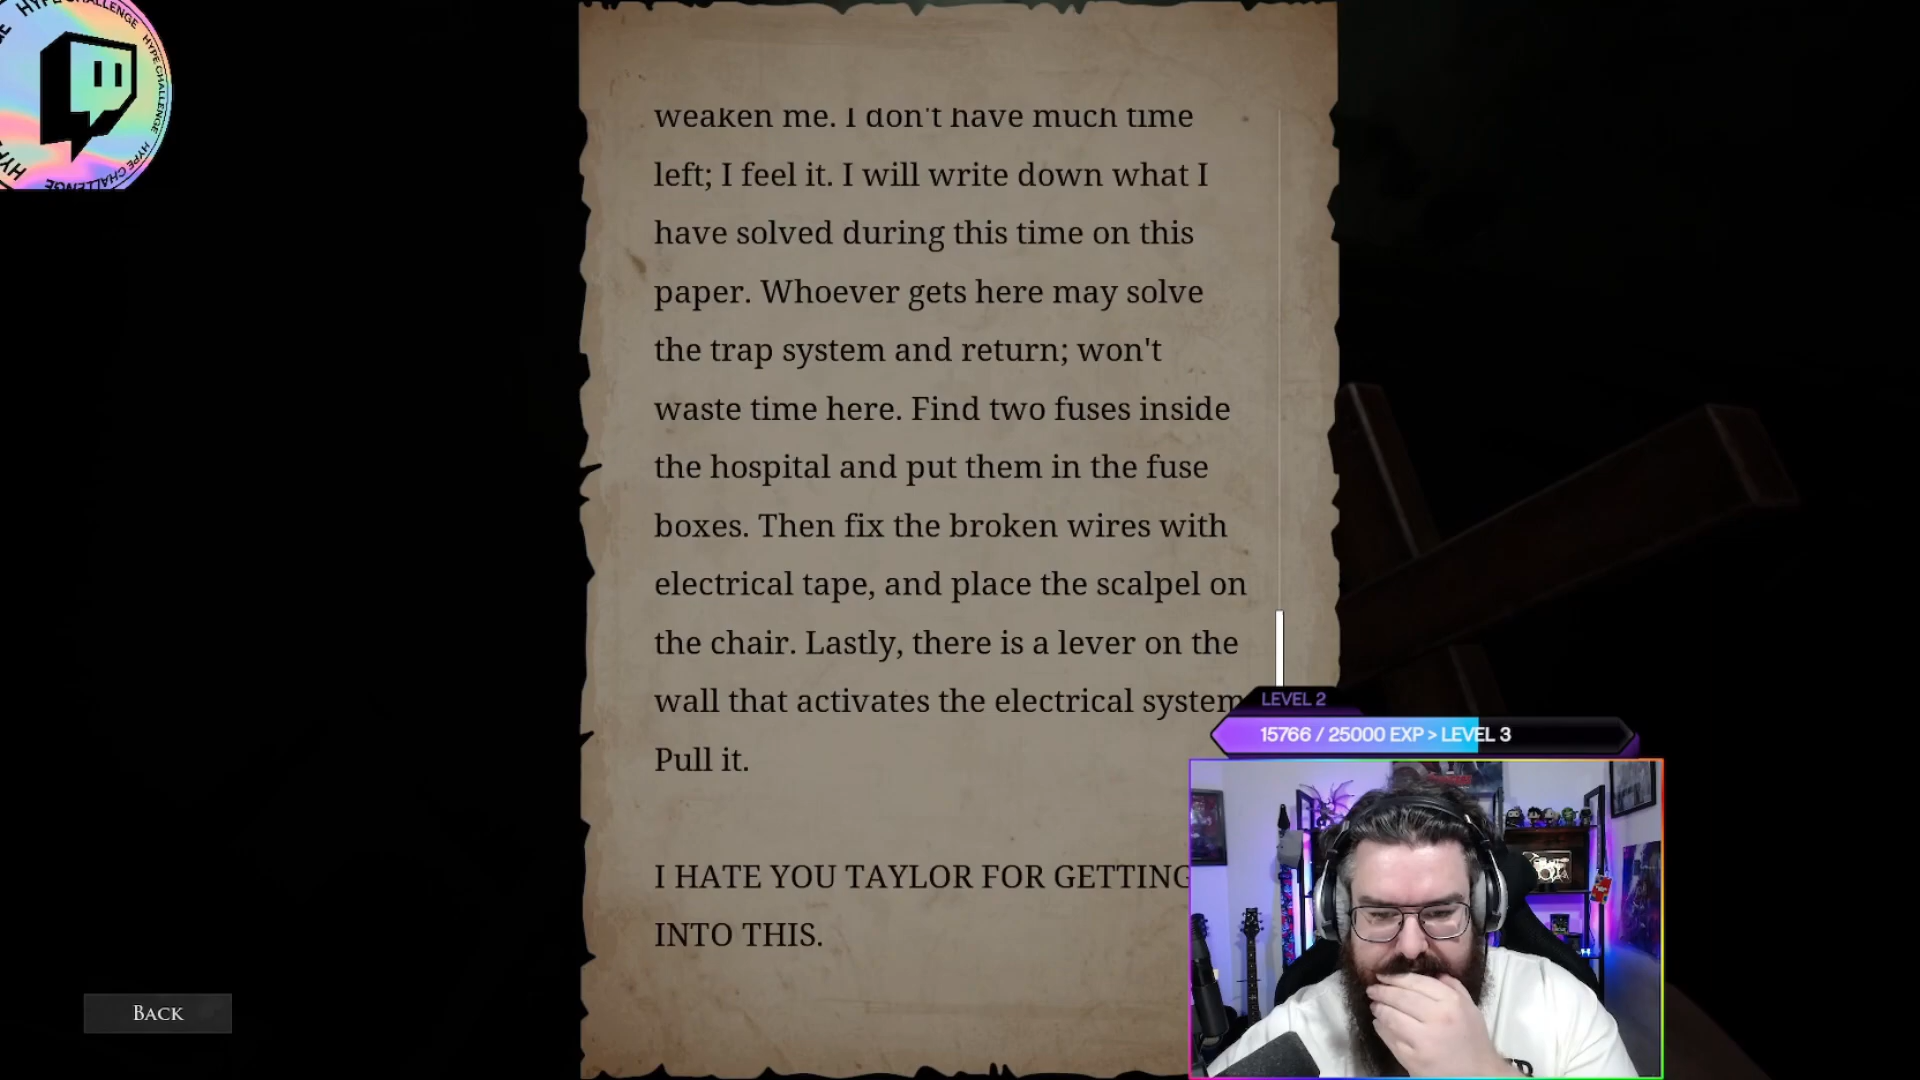 HYPE CHALLENGE
HYPE CHALLENGE
weaken me. I don't have much time
left; I feel it. I will write down what I
have solved during this time on this
paper. Whoever gets here may solve
the trap system and return; won't
waste time here. Find two fuses inside
the hospital and put them in the fuse
boxes. Then fix the broken wires with
electrical tape, and place the scalpel on
the chair. Lastly, there is a lever on the
wall that activates the electrical system
Pull it.
I HATE YOU TAYLOR FOR GETTING
INTO THIS.
LEVEL 2
15766 / 25000 EXP > LEVEL 3
BACK